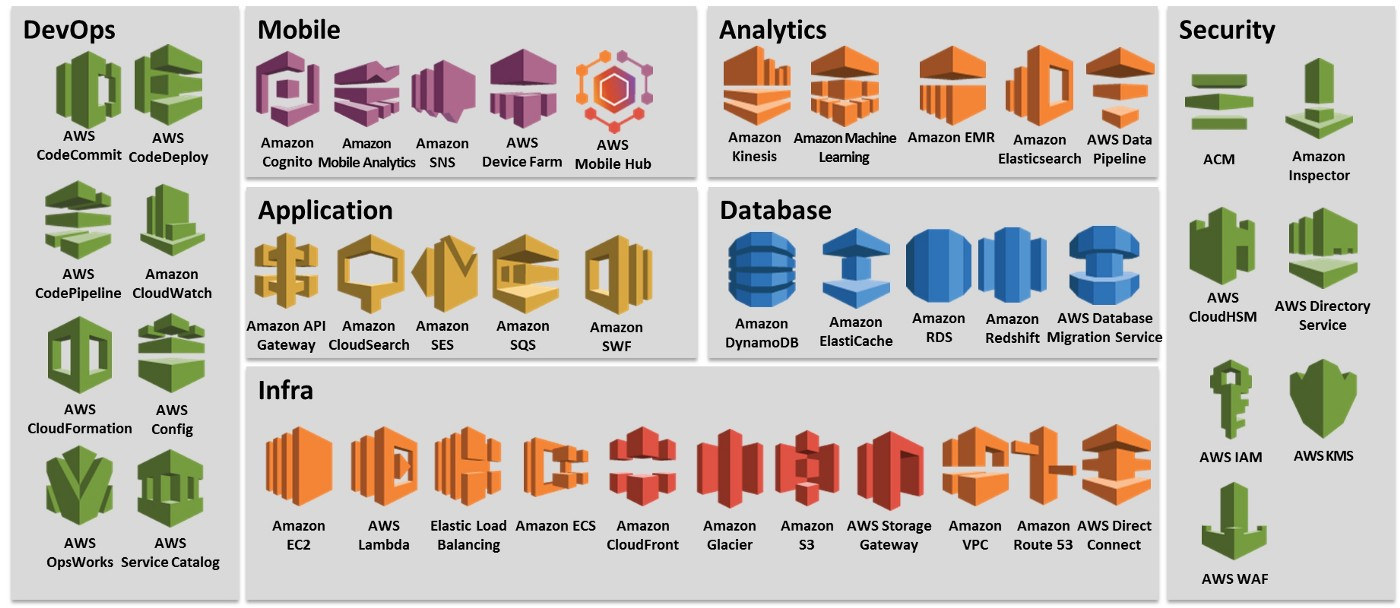 DevOps
AWS
CodeCommit
AWS
CodeDeploy
AWS
CodePipeline
Amazon
CloudWatch
AWS
CloudFormation
AWS
Config
AWS
OpsWorks
AWS
Service Catalog
Mobile
Amazon
Cognito
Amazon
Mobile Analytics
Amazon
SNS
AWS
Device Farm
AWS
Mobile Hub
Analytics
Amazon
Kinesis
Amazon Machine
Learning
Amazon EMR
Amazon
Elasticsearch
AWS Data
Pipeline
Application
Amazon API
Gateway
Amazon
CloudSearch
Amazon
SES
Amazon
SQS
Amazon
SWF
Database
Amazon
DynamoDB
Amazon
ElastiCache
Amazon
RDS
Amazon
Redshift
AWS Database
Migration Service
Infra
Amazon
EC2
AWS
Lambda
Elastic Load
Balancing
Amazon ECS
Amazon
CloudFront
Amazon
Glacier
Amazon
S3
AWS Storage
Gateway
Amazon
VPC
Amazon
Route 53
AWS Direct
Connect
Security
ACM
Amazon
Inspector
AWS
CloudHSM
AWS Directory
Service
AWS IAM
AWS KMS
AWS WAF